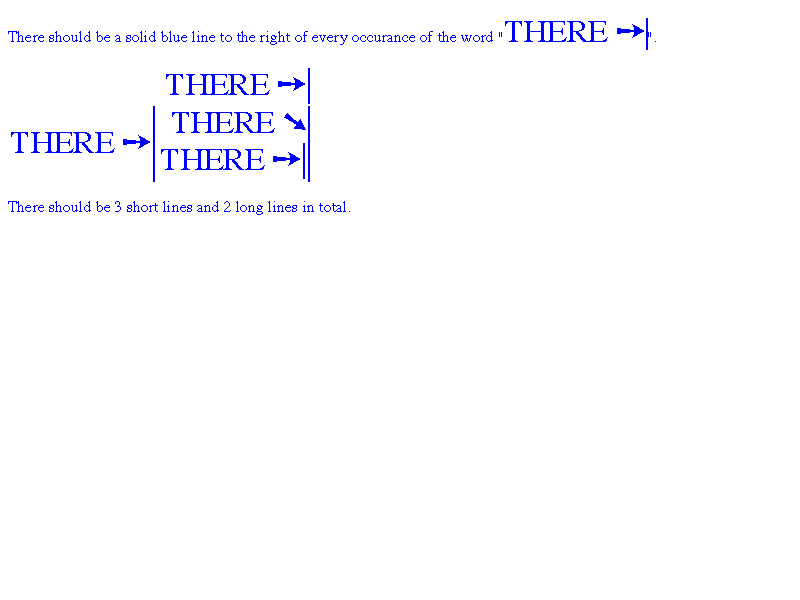 There should be a solid blue line to the right of every occurance of the word "THERE ➙".
THERE ➙
THERE ➘
THERE ➙
THERE ➙
There should be 3 short lines and 2 long lines in total.